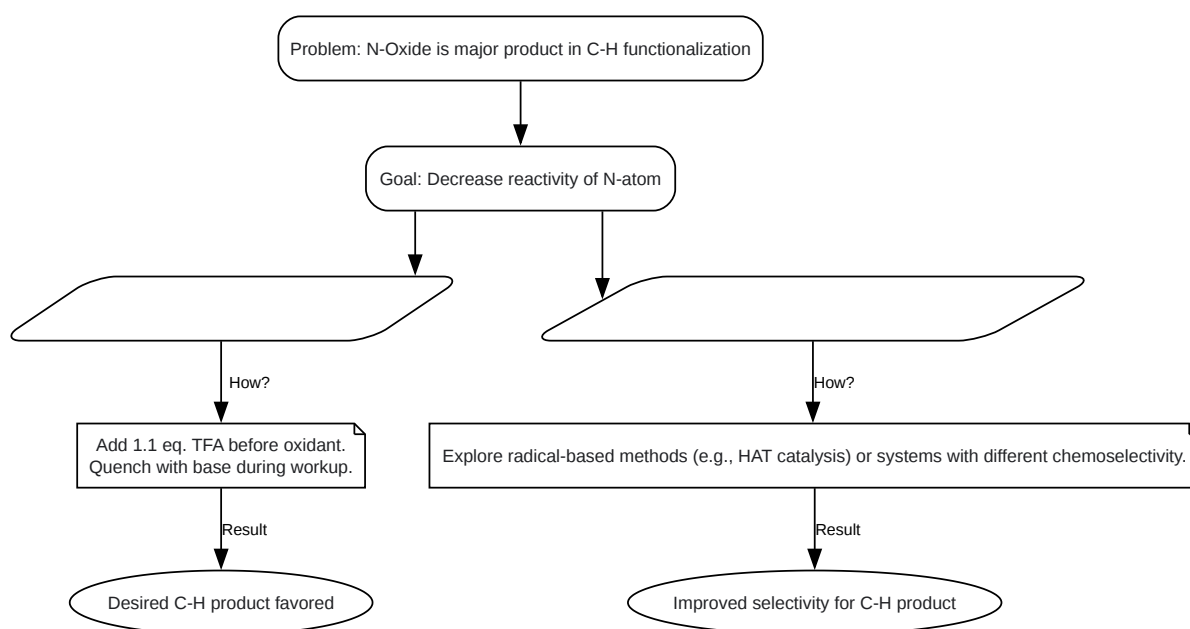 Problem: N-Oxide is major product in C-H functionalization
Goal: Decrease reactivity of N-atom
How?
How?
Add 1.1 eq. TFA before oxidant.
Quench with base during workup.
Explore radical-based methods (e.g., HAT catalysis) or systems with different chemoselectivity.
Result
Result
Desired C-H product favored
Improved selectivity for C-H product